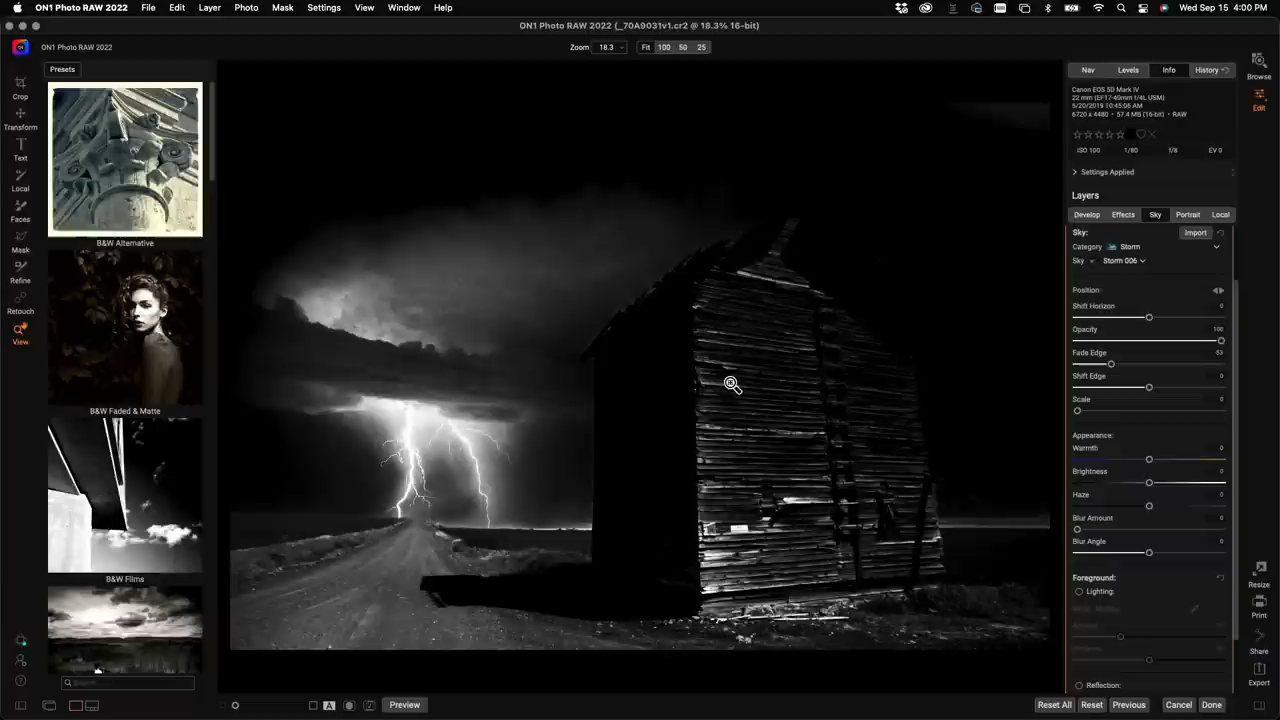 ON1 Photo RAW 2022 File Edit Layer Photo Mask Settings View Window Help Wed Sep 15 4:00 PM
ON1 Photo RAW 2022 (_70A9031v1.cr2 @ 18.3% 16-bit)
ON1 Photo RAW 2022
Zoom 18.3 Fit 100 50 25
Presets
Crop
Transform
Text
Local
Faces
Mask
Refine
Retouch
View
B&W Alternative
B&W Faded & Matte
B&W Films
A Preview
Nav Levels Info History
Canon EOS 5D Mark IV
22 mm (EF17-40mm f/4L USM)
5/20/2019 10:45:06 AM
6720 x 4480 • 57.4 MB (16-bit) • RAW
ISO 100 1/80 f/8 EV 0
Settings Applied
Layers
Develop Effects Sky Portrait Local
Sky: Import
Category Storm
Sky Storm 006
Position:
Shift Horizon 0
Opacity 100
Fade Edge -53
Shift Edge 0
Scale 0
Appearance:
Warmth 0
Brightness 0
Haze 0
Blur Amount 0
Blur Angle 0
Foreground:
Lighting:
Reflection:
Reset All Reset Previous Cancel Done
Browse
Edit
Resize
Print
Share
Export